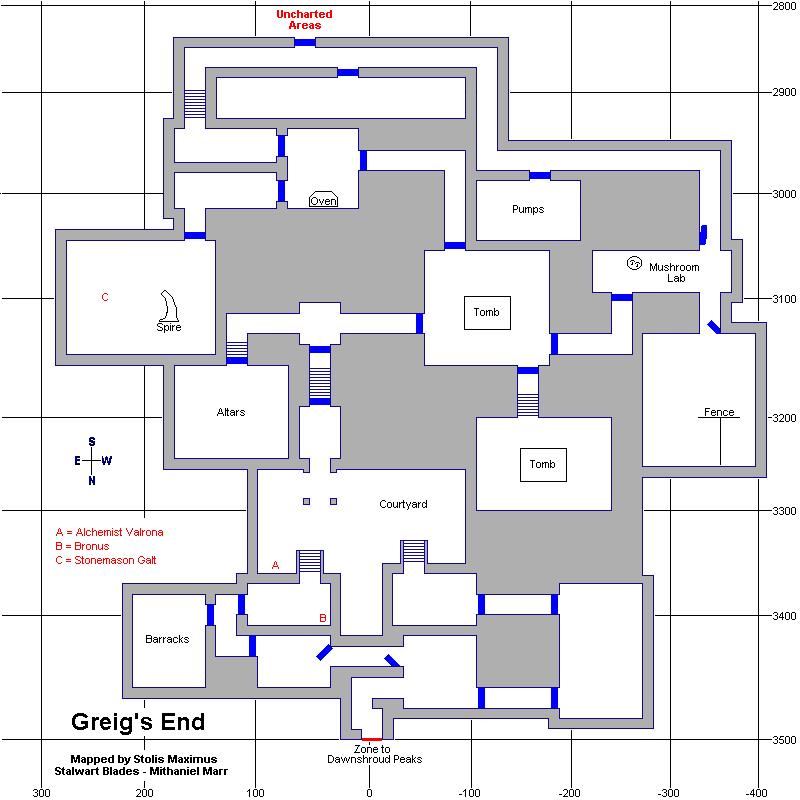 Uncharted
Areas
2800
2900
Oven
3000
Pumps
Mushroom
Lab
C
Spire
3100
Tomb
Altars
3200
Fence
S
E W
N
Tomb
3300
Courtyard
A = Alchemist Valrona
B = Bronus
C = Stonemason Galt
A
B
3400
Barracks
Greig's End
3500
Zone to
Dawnshroud Peaks
Mapped by Stolis Maximus
Stalwart Blades - Mithaniel Marr
300 200 100 0 -100 -200 -300 -400